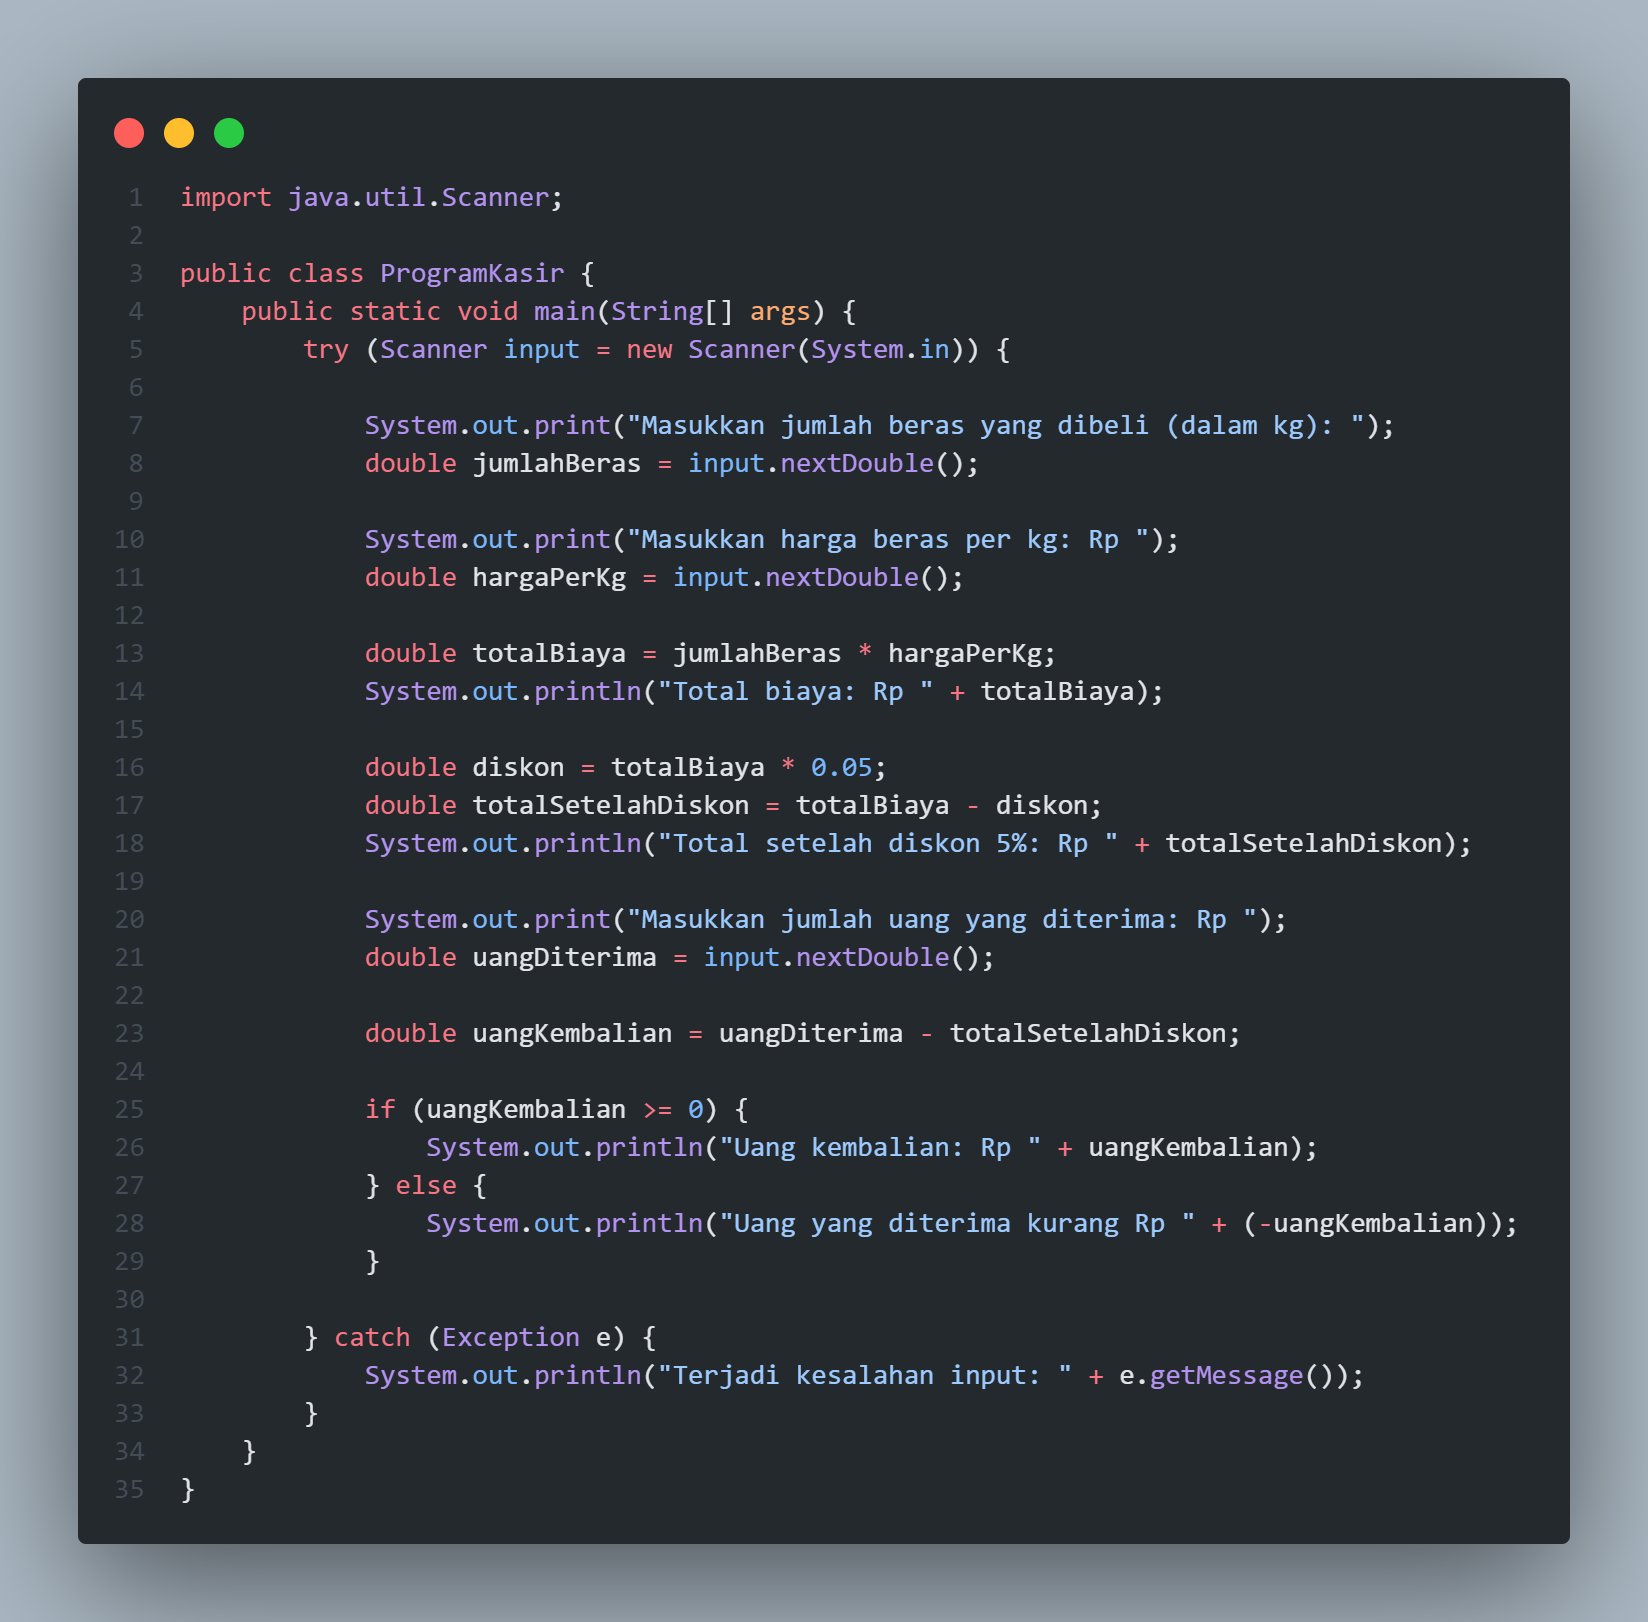 1 import java.util.Scanner;
2
3 public class ProgramKasir {
4     public static void main(String[] args) {
5         try (Scanner input = new Scanner(System.in)) {
6
7             System.out.print("Masukkan jumlah beras yang dibeli (dalam kg): ");
8             double jumlahBeras = input.nextDouble();
9
10             System.out.print("Masukkan harga beras per kg: Rp ");
11             double hargaPerKg = input.nextDouble();
12
13             double totalBiaya = jumlahBeras * hargaPerKg;
14             System.out.println("Total biaya: Rp " + totalBiaya);
15
16             double diskon = totalBiaya * 0.05;
17             double totalSetelahDiskon = totalBiaya - diskon;
18             System.out.println("Total setelah diskon 5%: Rp " + totalSetelahDiskon);
19
20             System.out.print("Masukkan jumlah uang yang diterima: Rp ");
21             double uangDiterima = input.nextDouble();
22
23             double uangKembalian = uangDiterima - totalSetelahDiskon;
24
25             if (uangKembalian >= 0) {
26                 System.out.println("Uang kembalian: Rp " + uangKembalian);
27             } else {
28                 System.out.println("Uang yang diterima kurang Rp " + (-uangKembalian));
29             }
30
31         } catch (Exception e) {
32             System.out.println("Terjadi kesalahan input: " + e.getMessage());
33         }
34     }
35 }